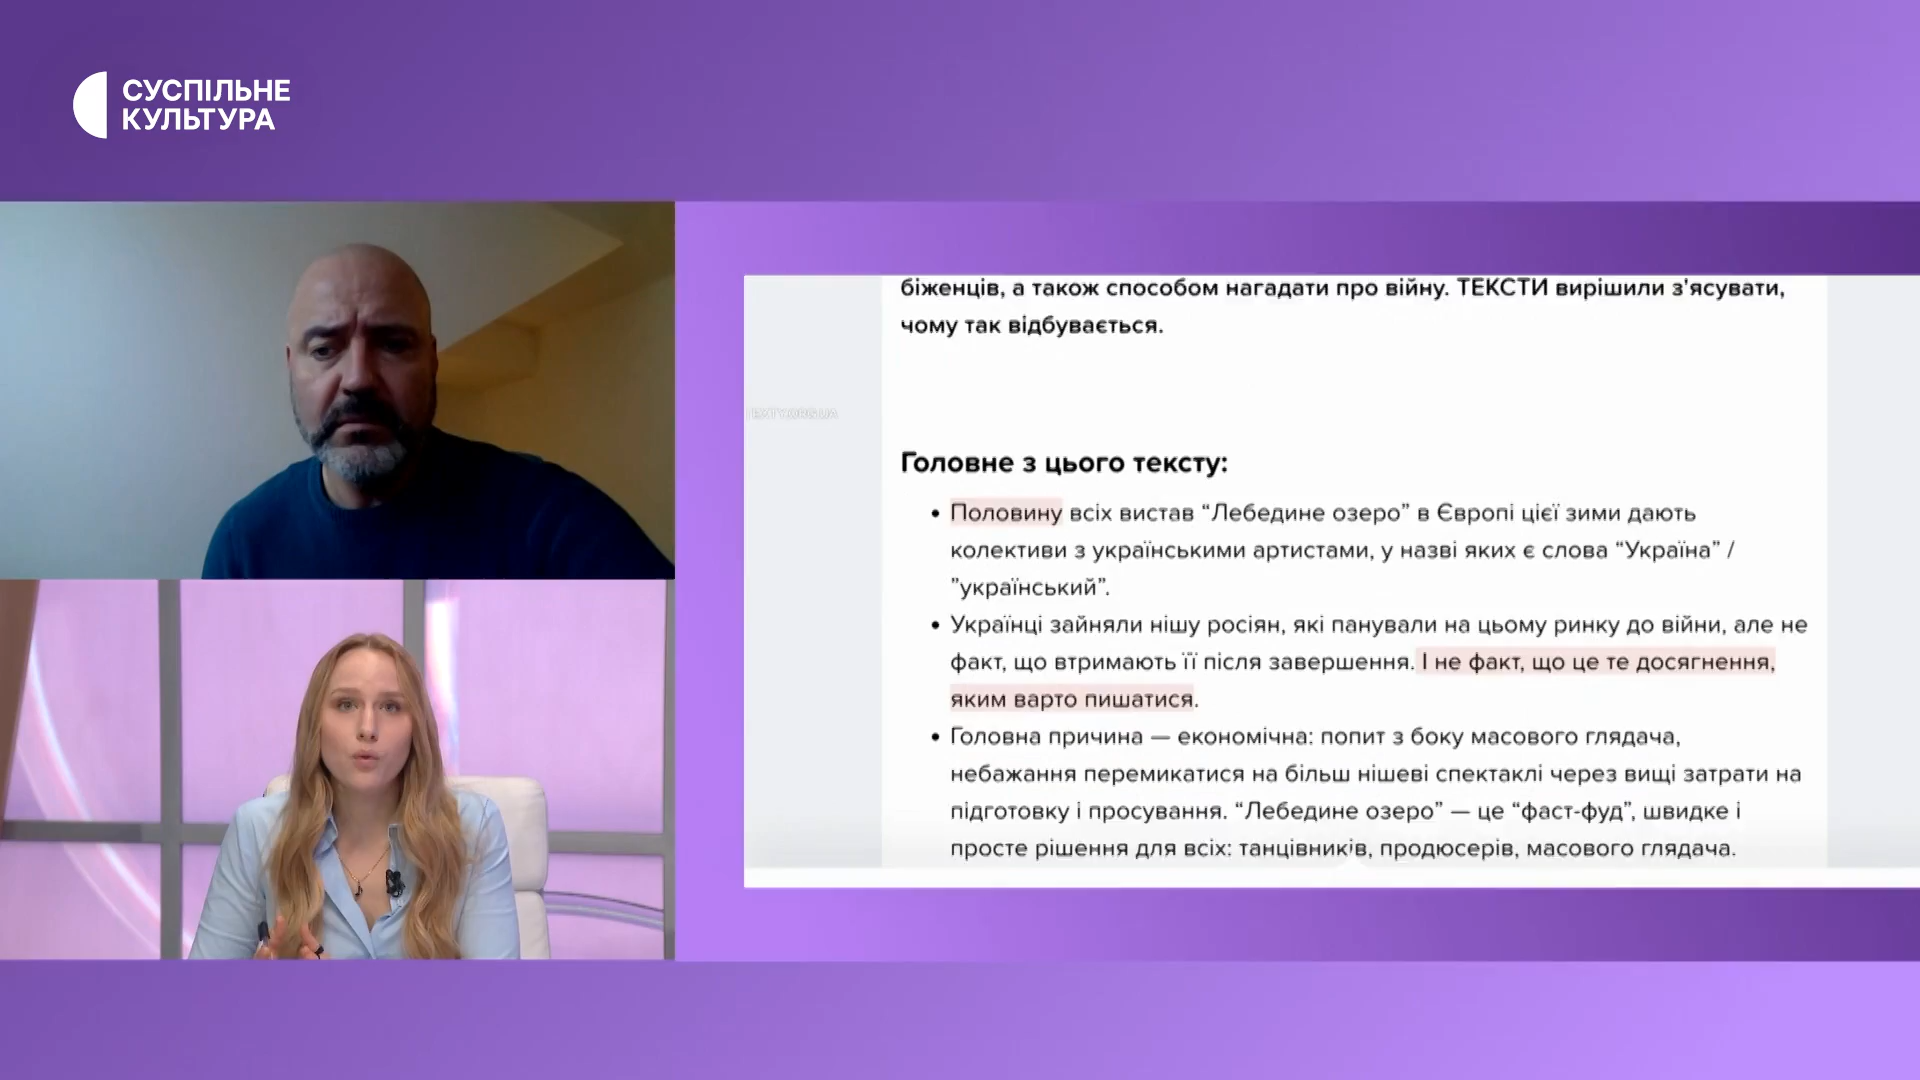 СУСПІЛЬНЕ
КУЛЬТУРА
біженців, а також способом нагадати про війну. ТЕКСТИ вирішили з'ясувати,
чому так відбувається.
TEXTY.ORG.UA
Головне з цього тексту:
• Половину всіх вистав “Лебедине озеро” в Європі цієї зими дають
колективи з українськими артистами, у назві яких є слова “Україна” /
”український”.
• Українці зайняли нішу росіян, які панували на цьому ринку до війни, але не
факт, що втримають її після завершення. І не факт, що це те досягнення,
яким варто пишатися.
• Головна причина — економічна: попит з боку масового глядача,
небажання перемикатися на більш нішеві спектаклі через вищі затрати на
підготовку і просування. “Лебедине озеро” — це “фаст-фуд”, швидке і
просте рішення для всіх: танцівників, продюсерів, масового глядача.